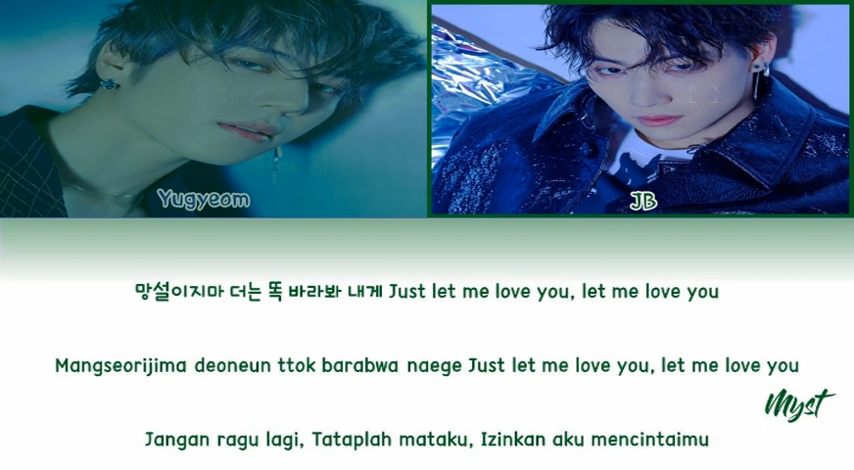 Yugyeom
JB
망설이지마 더는 똑 바라봐 내게 Just let me love you, let me love you
Mangseorijima deoneun ttok barabwa naege Just let me love you, let me love you
Myst
Jangan ragu lagi, Tataplah mataku, Izinkan aku mencintaimu